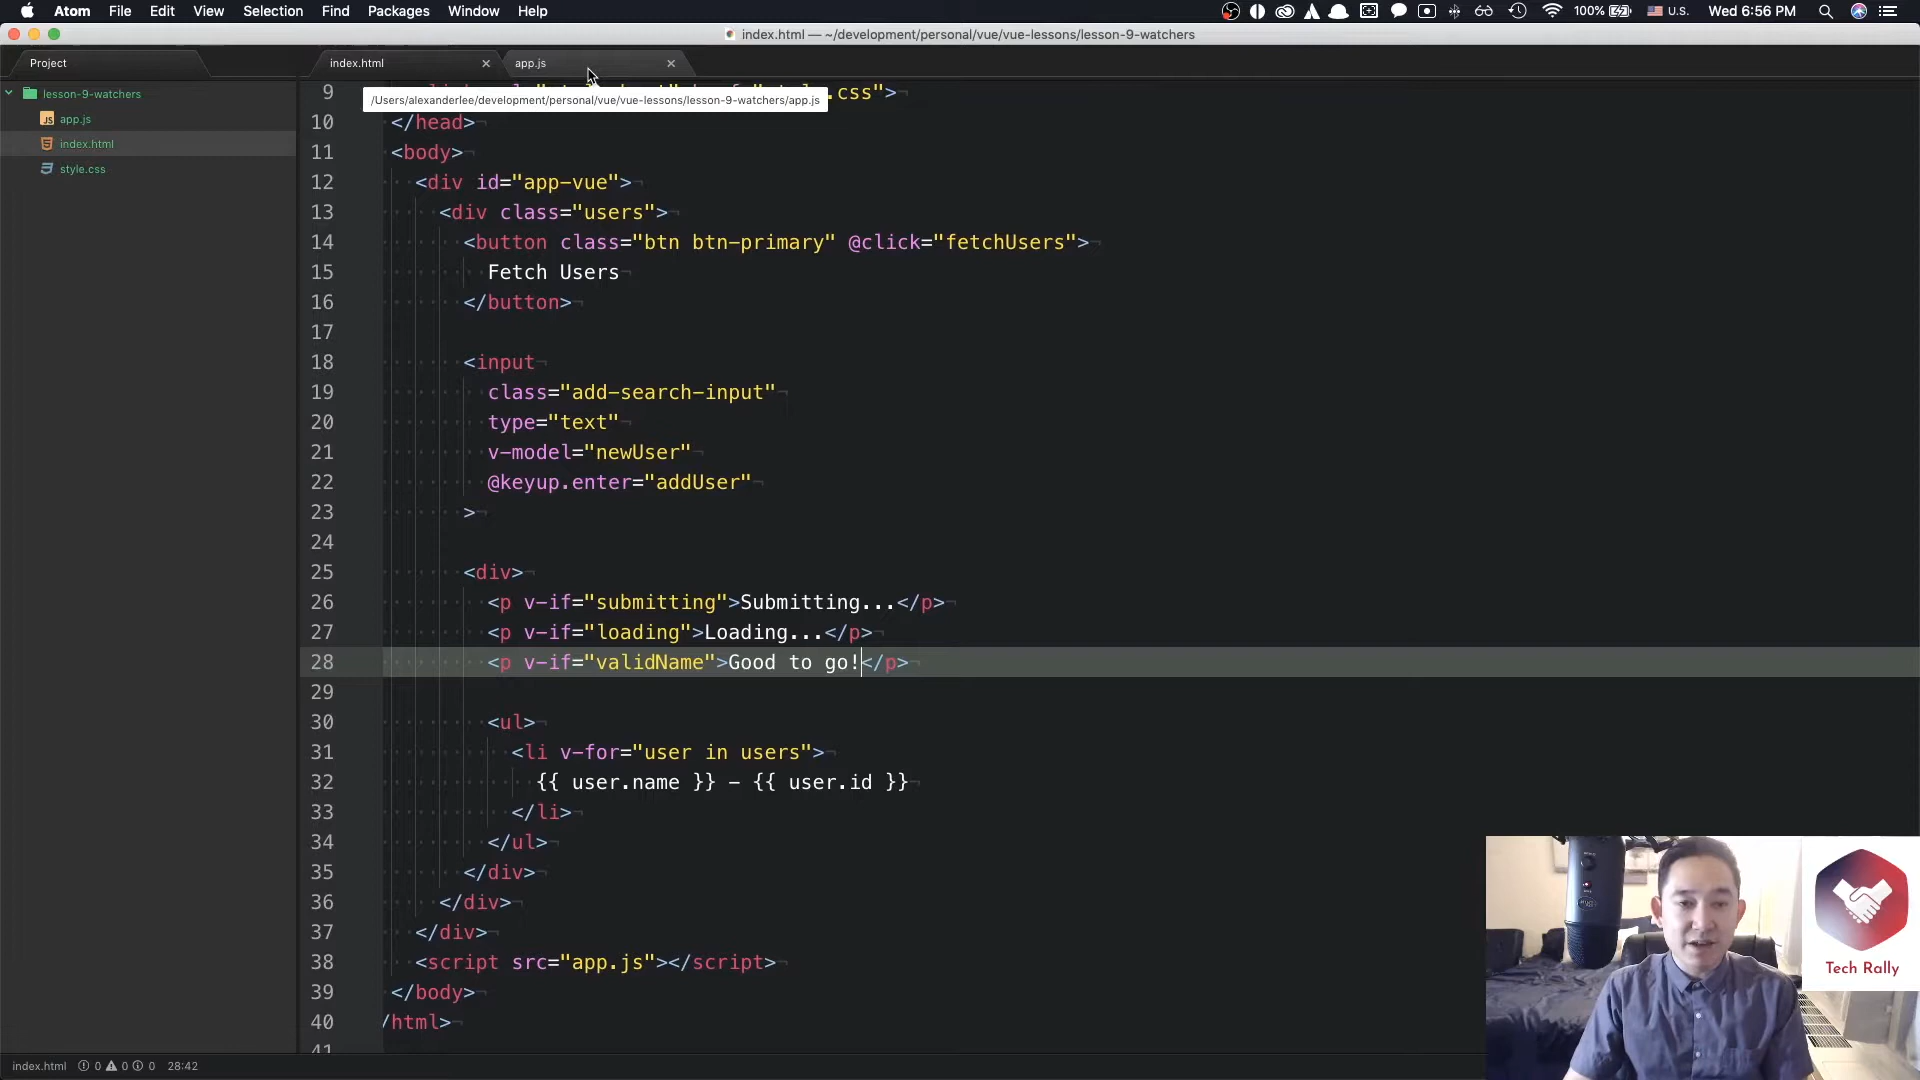 Atom File Edit View Selection Find Packages Window Help 100% U.S. Wed 6:56 PM
index.html — ~/development/personal/vue/vue-lessons/lesson-9-watchers
Project index.html app.js
lesson-9-watchers
app.js
index.html
style.css
/Users/alexanderlee/development/personal/vue/vue-lessons/lesson-9-watchers/app.js
9 .css">
10 </head>
11 <body>
12 <div id="app-vue">
13 <div class="users">
14 <button class="btn btn-primary" @click="fetchUsers">
15 Fetch Users
16 </button>
17
18 <input
19 class="add-search-input"
20 type="text"
21 v-model="newUser"
22 @keyup.enter="addUser"
23 >
24
25 <div>
26 <p v-if="submitting">Submitting...</p>
27 <p v-if="loading">Loading...</p>
28 <p v-if="validName">Good to go!</p>
29
30 <ul>
31 <li v-for="user in users">
32 {{ user.name }} - {{ user.id }}
33 </li>
34 </ul>
35 </div>
36 </div>
37 </div>
38 <script src="app.js"></script>
39 </body>
40 /html>
41
Tech Rally
index.html 0 0 0 28:42